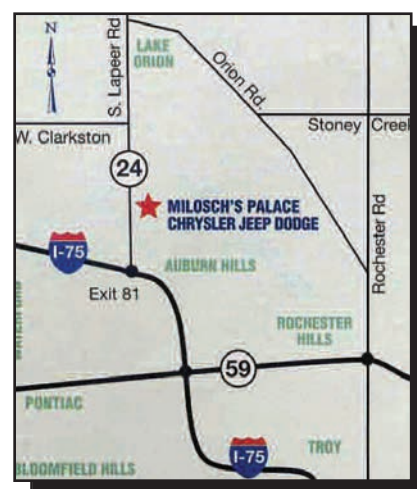 N
S. Lapeer Rd
LAKE
ORION
Orion Rd.
Stoney Creek
W. Clarkston
24
MILOSCH'S PALACE
CHRYSLER JEEP DODGE
Rochester Rd
I-75
AUBURN HILLS
Exit 81
ROCHESTER
HILLS
59
PONTIAC
I-75
TROY
BLOOMFIELD HILLS